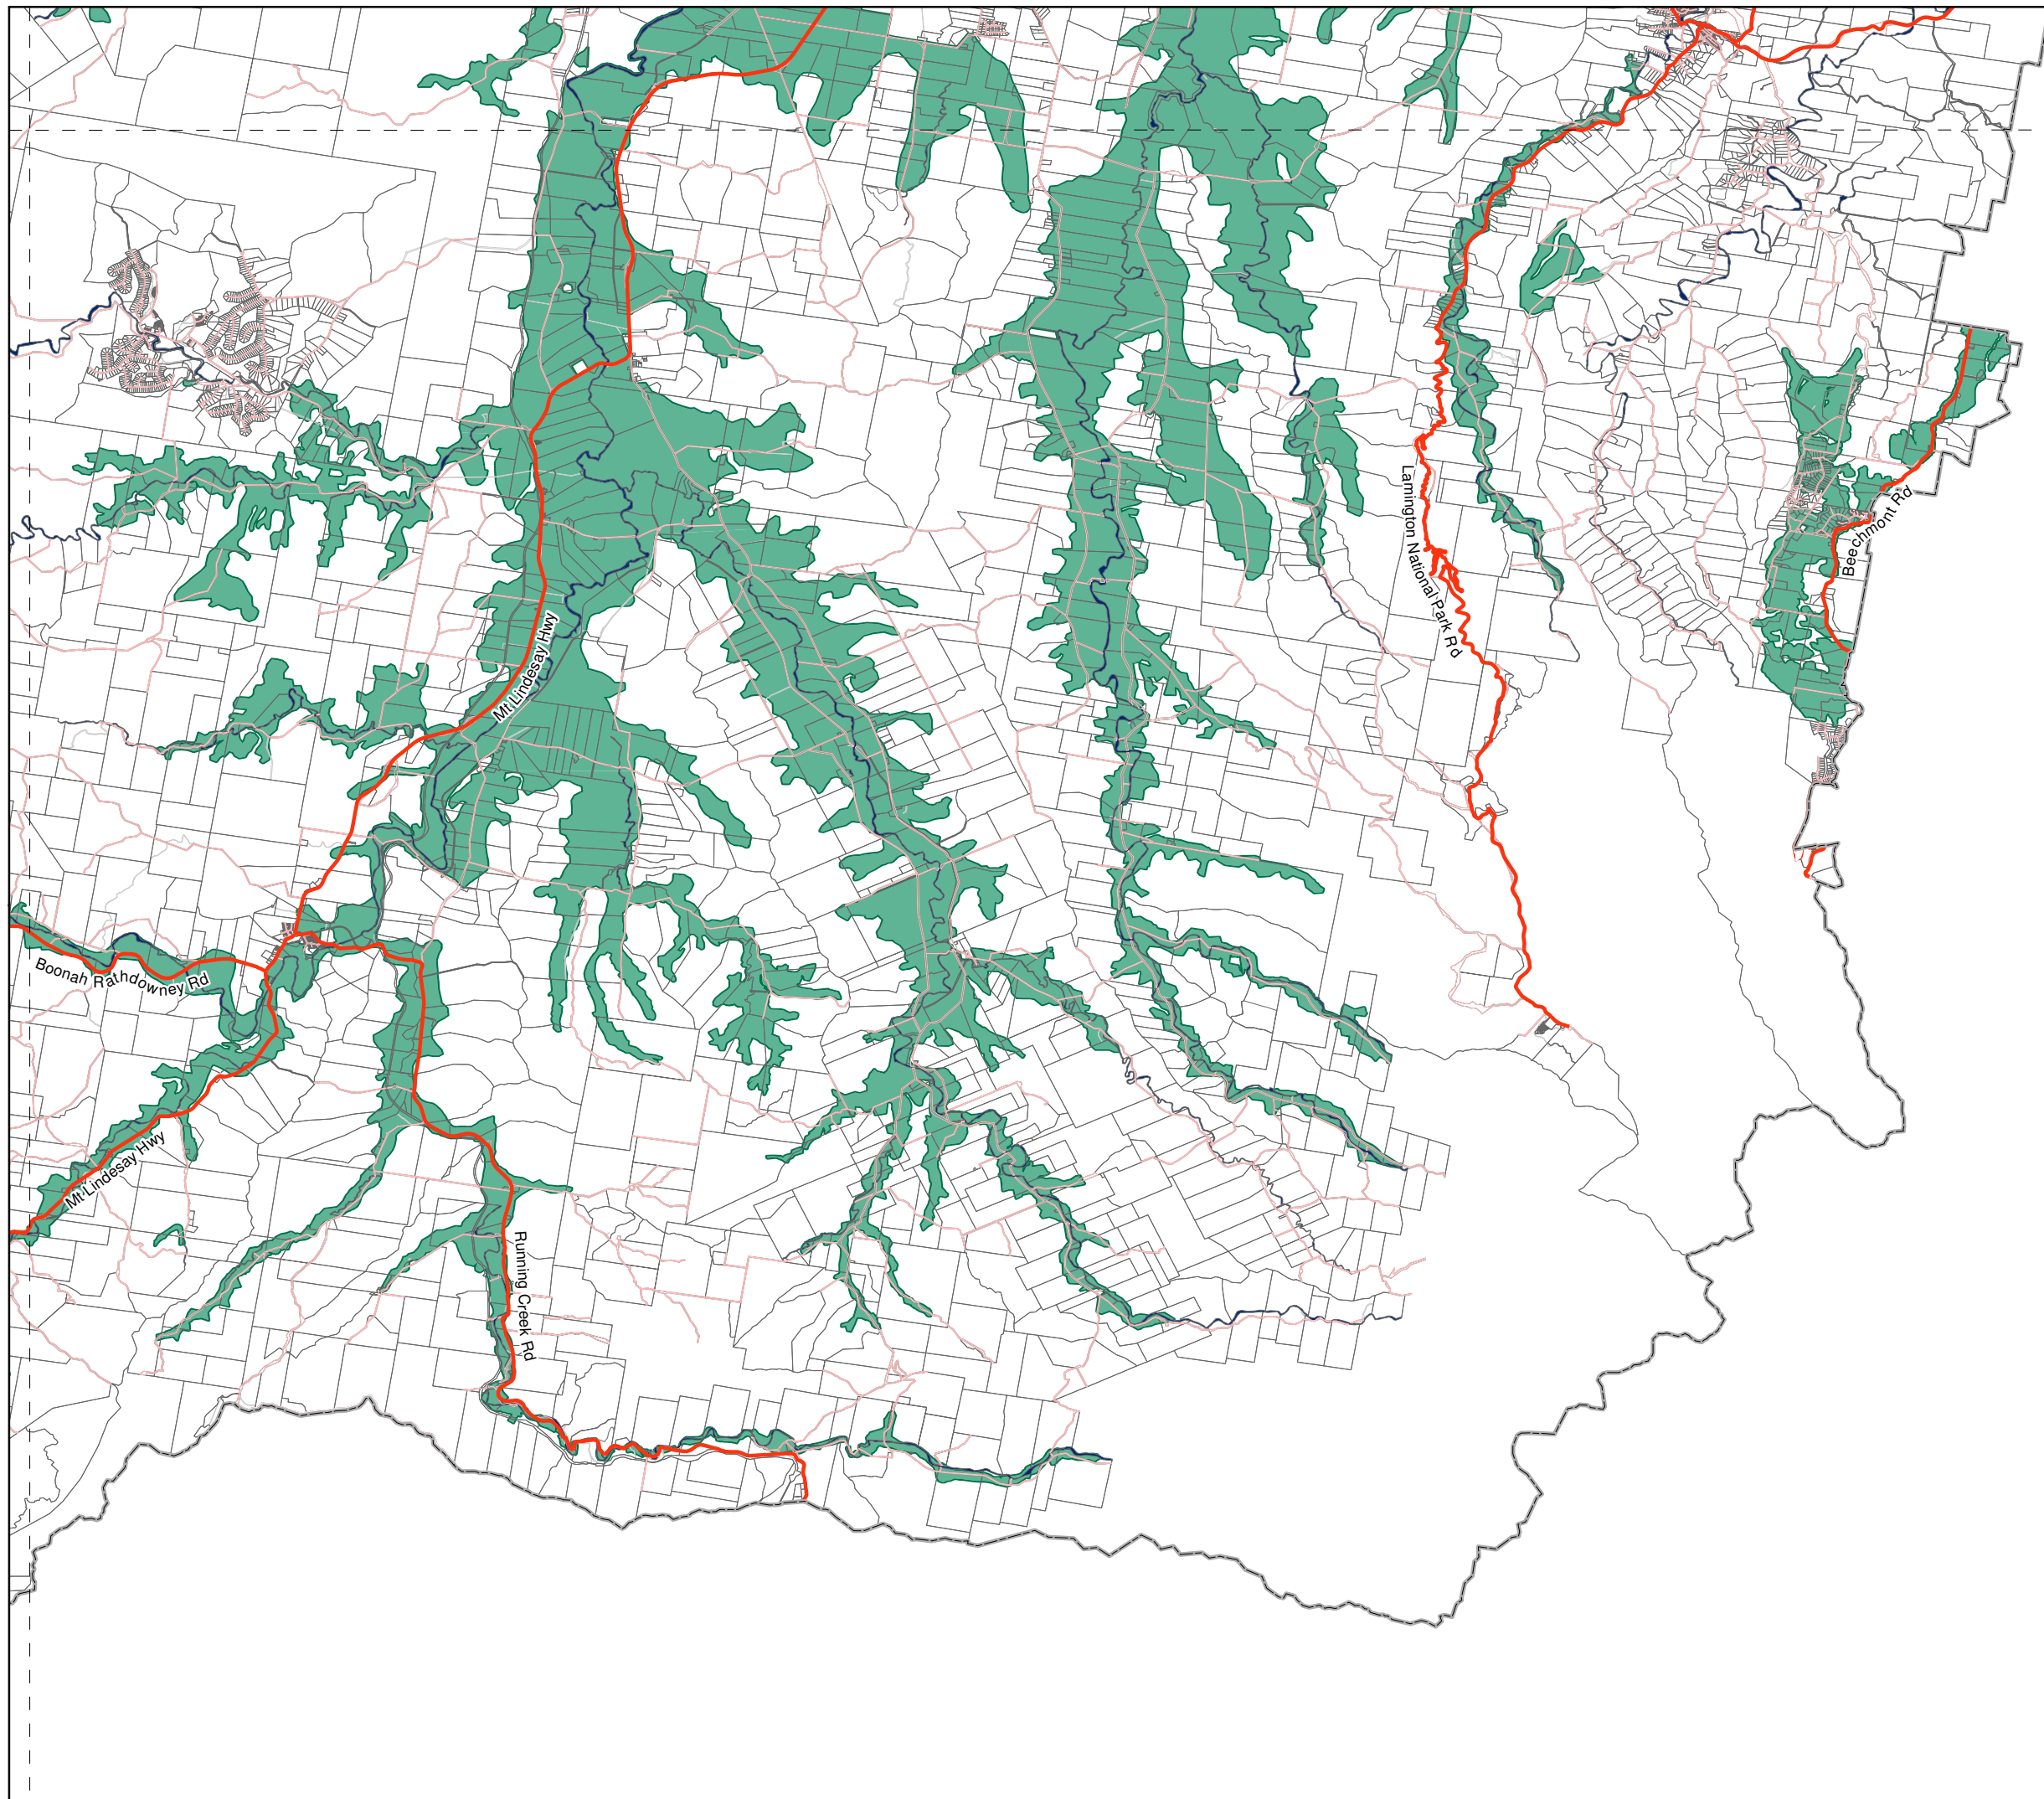 Lamington National Park Rd
Beechmont Rd
Mt Lindesay Hwy
Boonah Rathdowney Rd
Mt Lindesay Hwy
Running Creek Rd